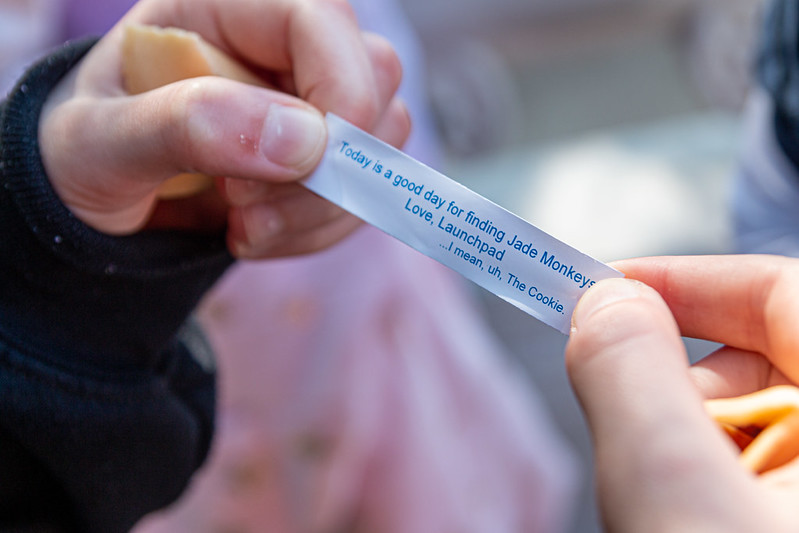 Today is a good day for finding Jade Monkeys
Love, Launchpad
...I mean, uh, The Cookie.